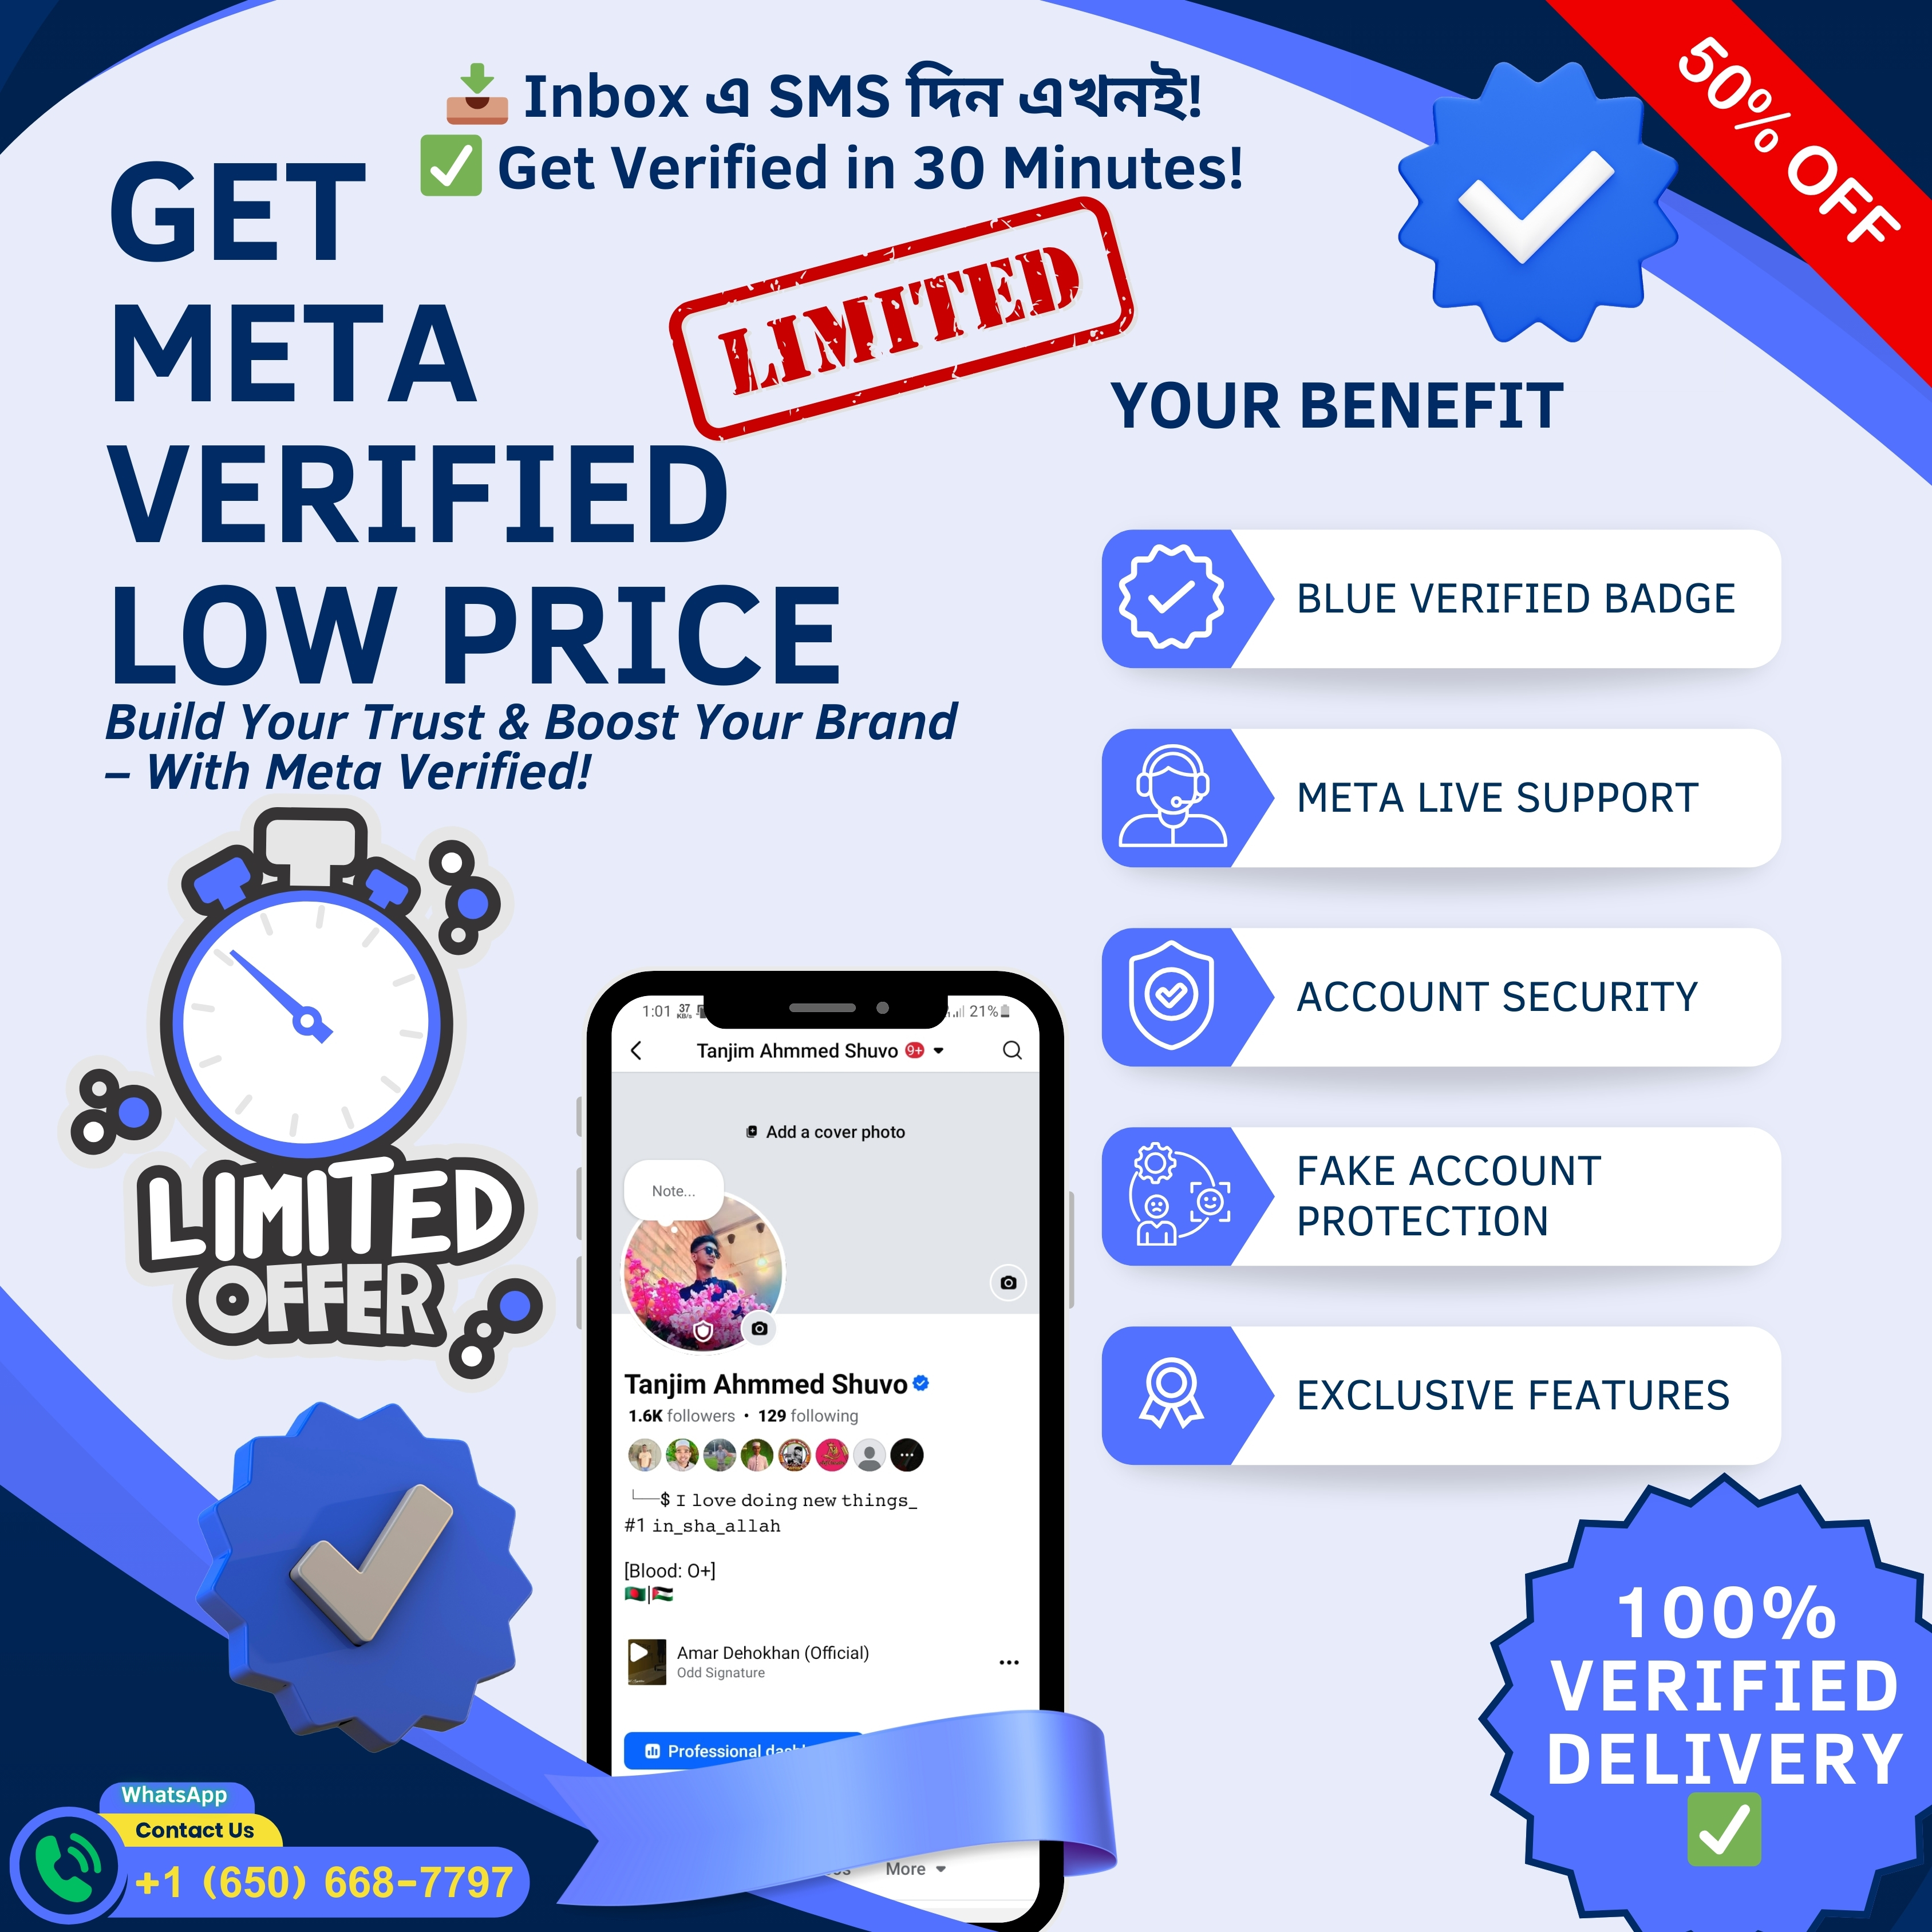 Inbox এ SMS দিন এখনই!
Get Verified in 30 Minutes!
50% OFF
GET
META
VERIFIED
LOW PRICE
LIMITED
Build Your Trust & Boost Your Brand
– With Meta Verified!
YOUR BENEFIT
BLUE VERIFIED BADGE
META LIVE SUPPORT
ACCOUNT SECURITY
FAKE ACCOUNT
PROTECTION
EXCLUSIVE FEATURES
LIMITED
OFFER
1:01 37 KB/s 21%
Tanjim Ahmmed Shuvo 9+
Add a cover photo
Note...
Tanjim Ahmmed Shuvo
1.6K followers • 129 following
$ I love doing new things_
#1 in_sha_allah
[Blood: O+]
Amar Dehokhan (Official)
Odd Signature
Professional
More
100%
VERIFIED
DELIVERY
WhatsApp
Contact Us
+1 (650) 668-7797